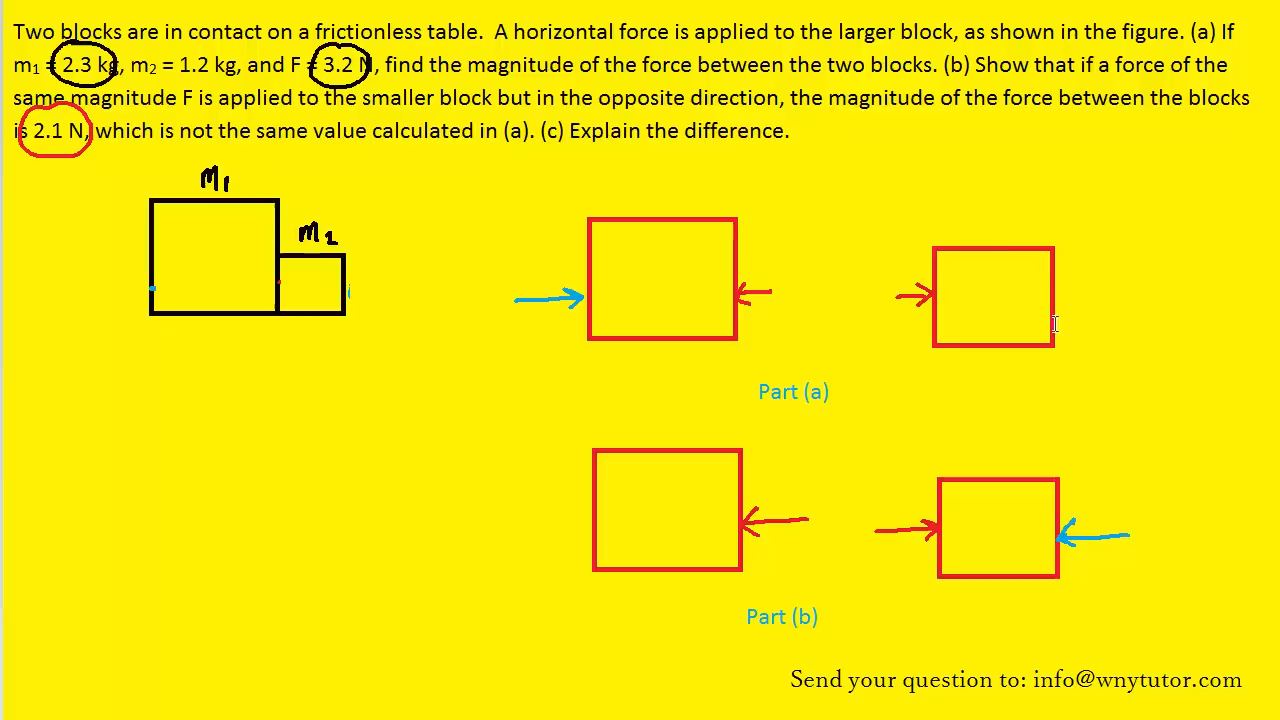 Two blocks are in contact on a frictionless table. A horizontal force is applied to the larger block, as shown in the figure. (a) If
m₁ = 2.3 kg, m₂ = 1.2 kg, and F = 3.2 N, find the magnitude of the force between the two blocks. (b) Show that if a force of the
same magnitude F is applied to the smaller block but in the opposite direction, the magnitude of the force between the blocks
is 2.1 N, which is not the same value calculated in (a). (c) Explain the difference.
m₁
m₂
Part (a)
Part (b)
Send your question to: info@wnytutor.com